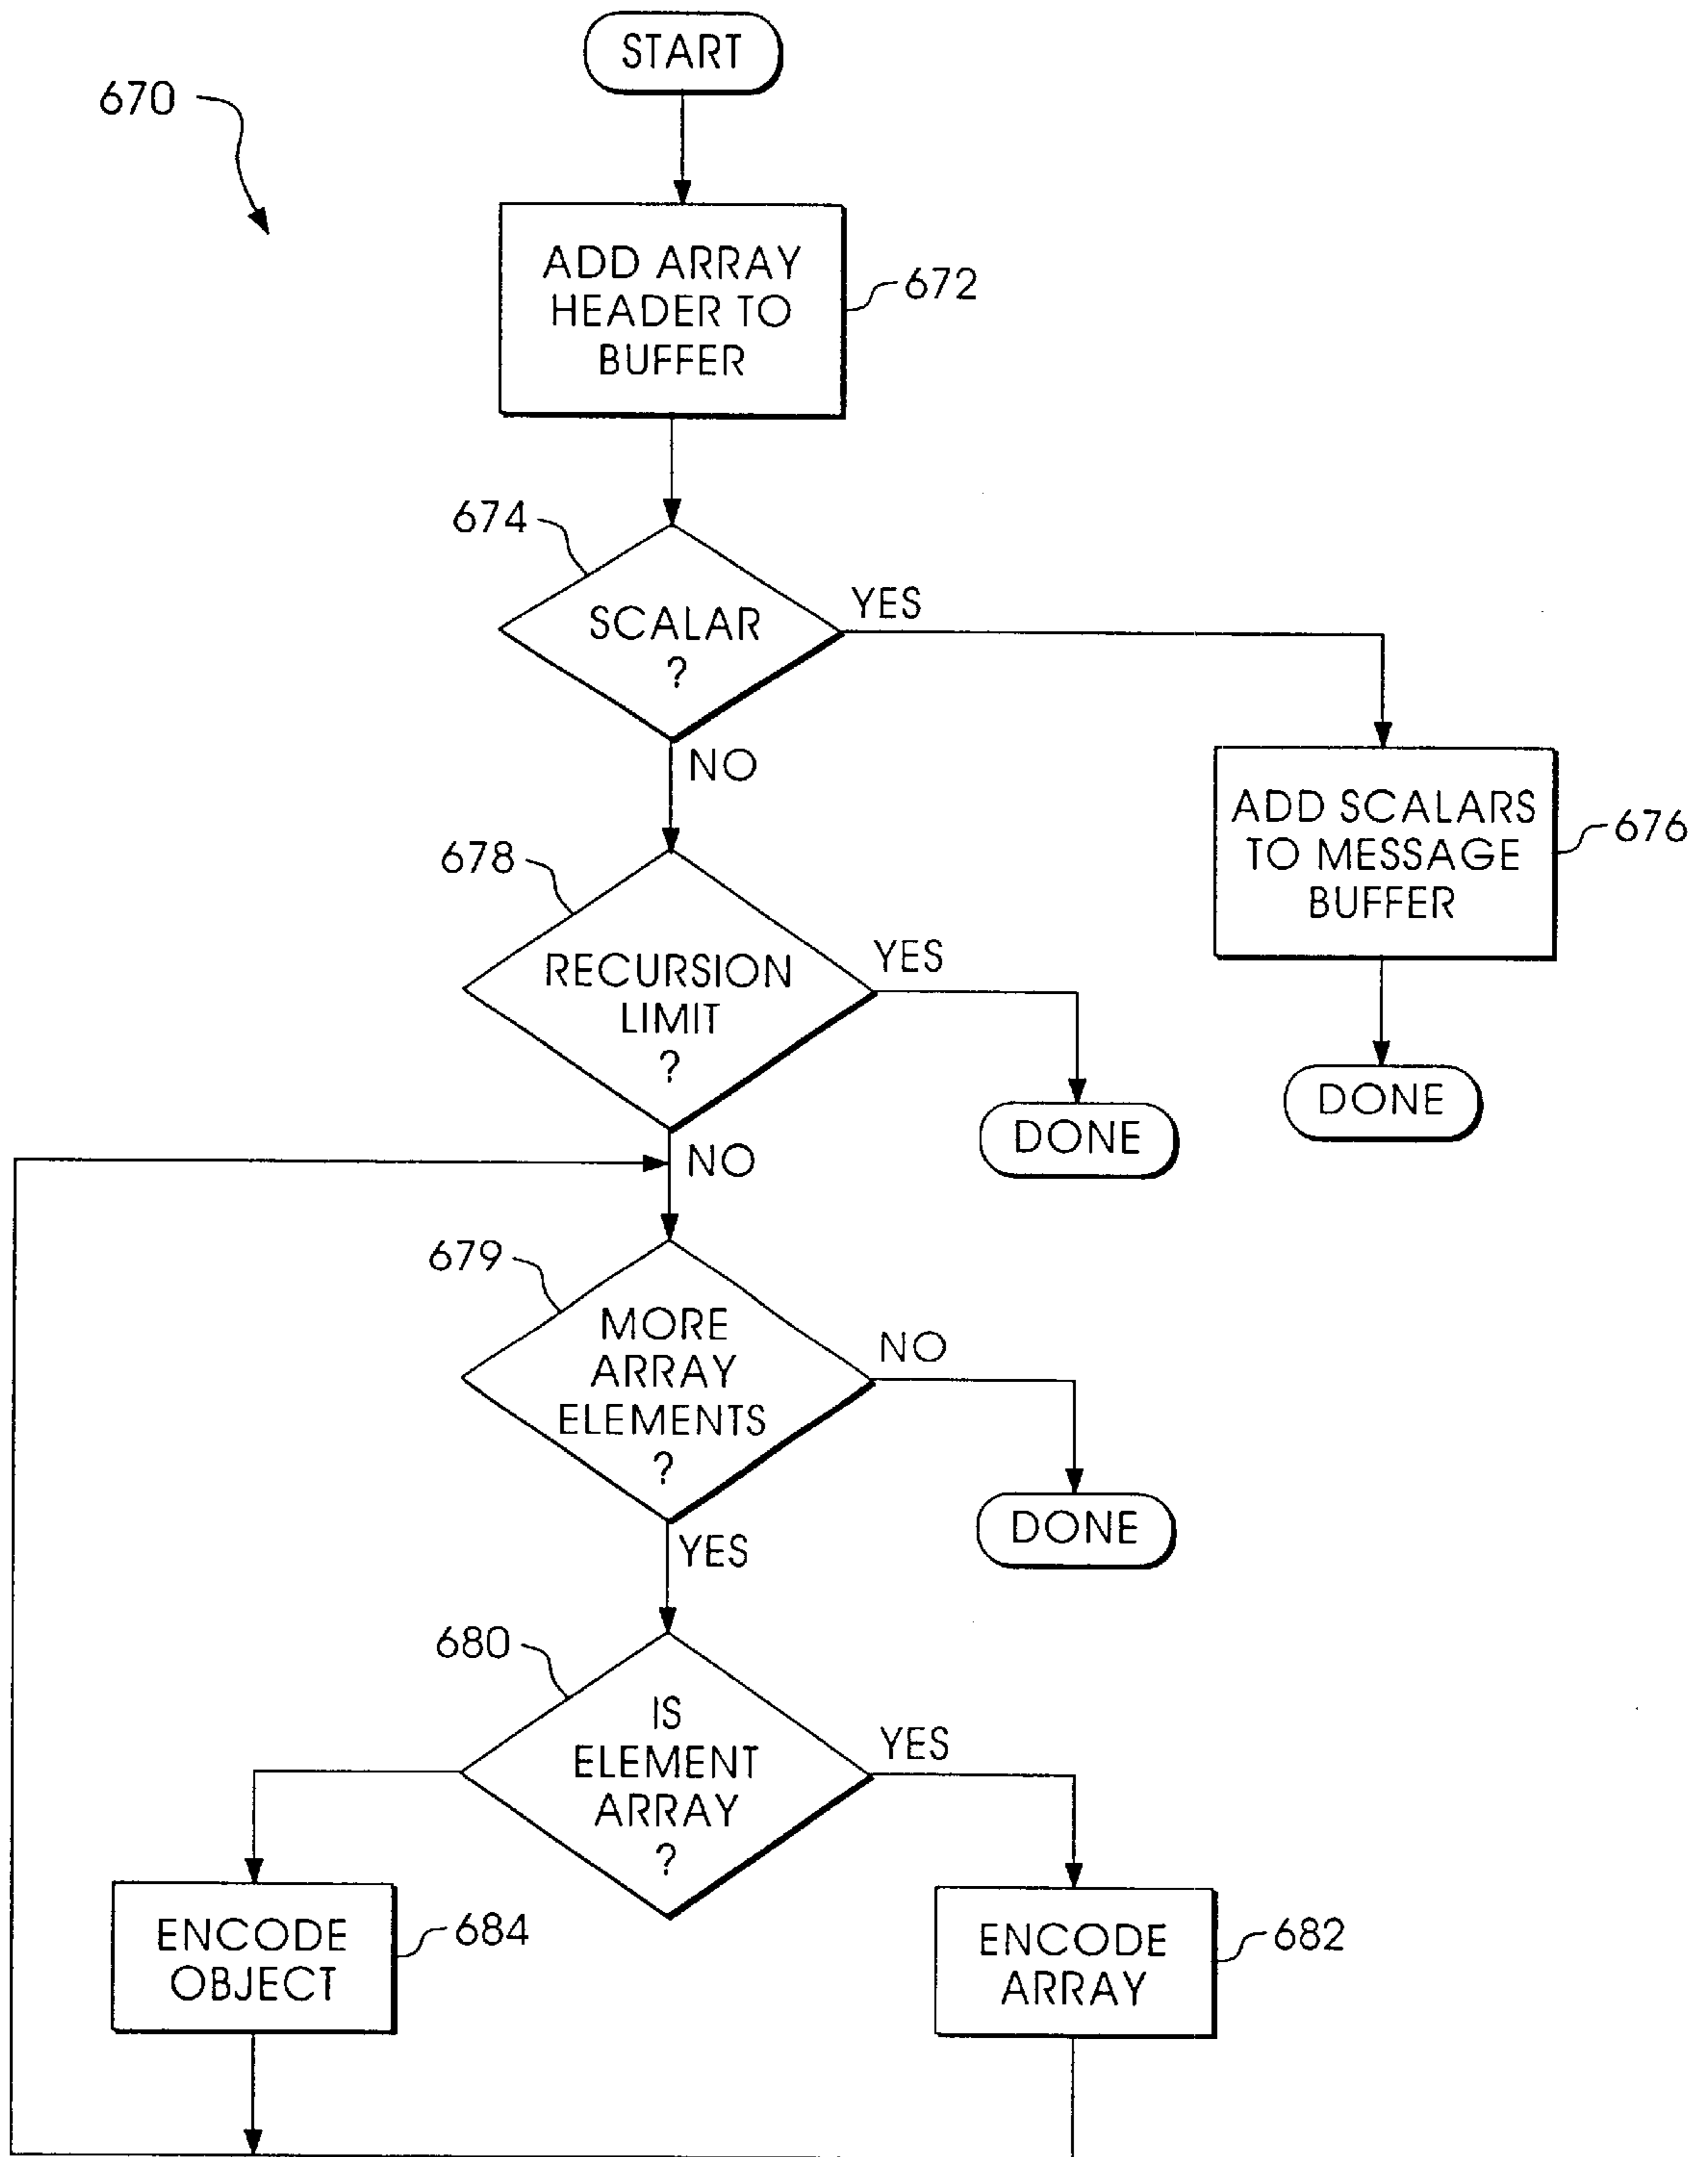 START
670
ADD ARRAY
HEADER TO
BUFFER
672
674
SCALAR
?
YES
NO
ADD SCALARS
TO MESSAGE
BUFFER
676
678
RECURSION
LIMIT
?
YES
DONE
DONE
NO
679
MORE
ARRAY
ELEMENTS
?
NO
DONE
YES
680
IS
ELEMENT
ARRAY
?
YES
ENCODE
OBJECT
684
ENCODE
ARRAY
682